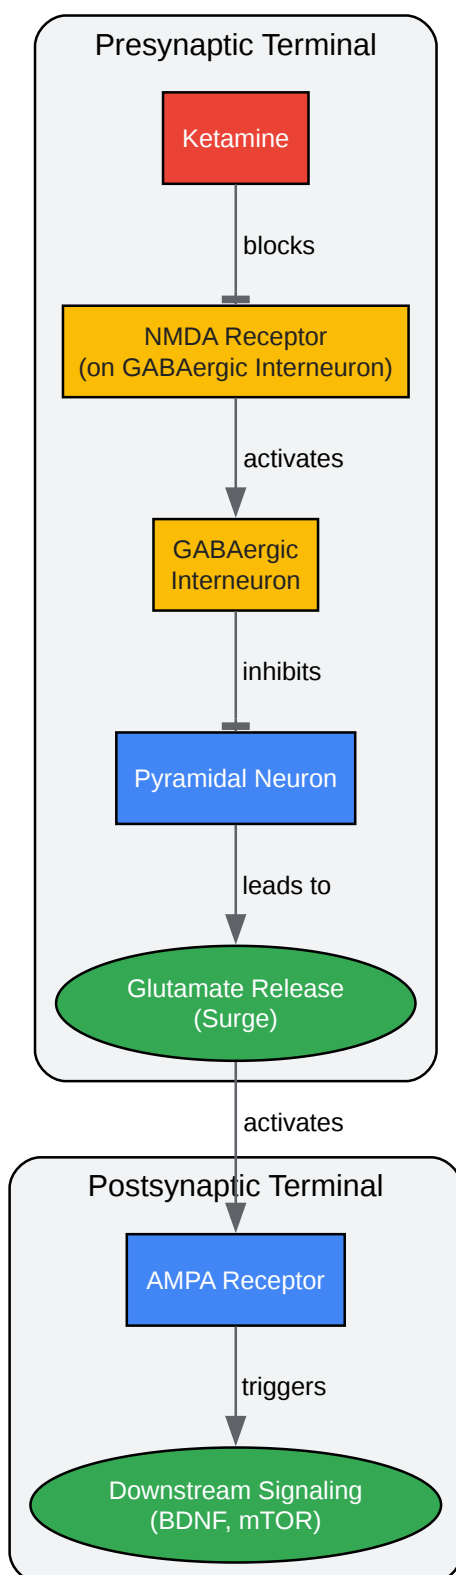 Presynaptic Terminal
Ketamine
blocks
NMDA Receptor
(on GABAergic Interneuron)
activates
GABAergic
Interneuron
inhibits
Pyramidal Neuron
leads to
Glutamate Release
(Surge)
activates
Postsynaptic Terminal
AMPA Receptor
triggers
Downstream Signaling
(BDNF, mTOR)